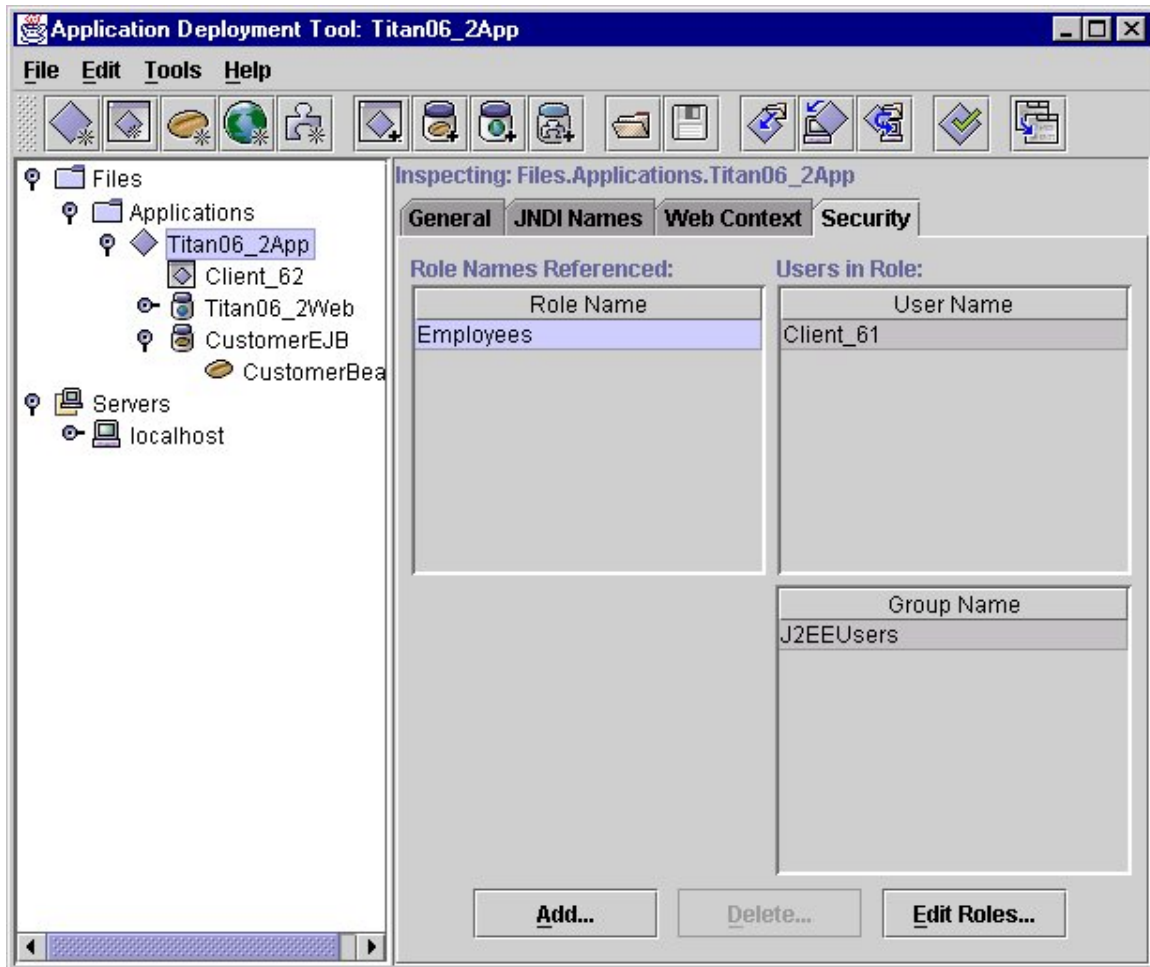 Application Deployment Tool: Titan06_2App
File Edit Tools Help
Files
Applications
Titan06_2App
Client_62
Titan06_2Web
CustomerEJB
CustomerBea
Servers
localhost
Inspecting: Files.Applications.Titan06_2App
General JNDI Names Web Context Security
Role Names Referenced: Users in Role:
Role Name User Name
Employees Client_61
Group Name
J2EEUsers
Add... Delete... Edit Roles...